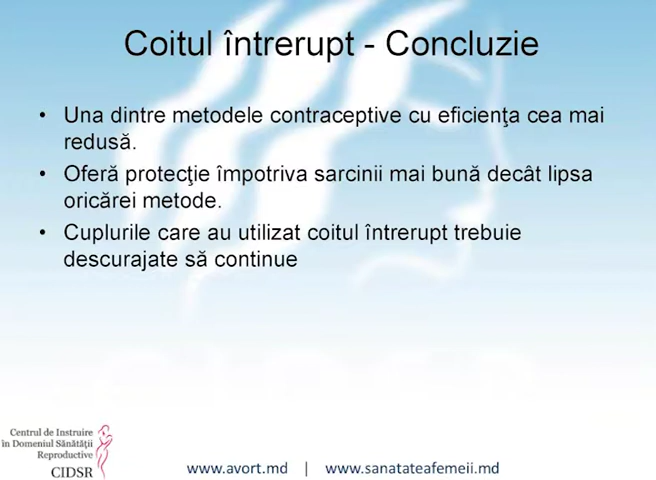 Coitul întrerupt - Concluzie
• Una dintre metodele contraceptive cu eficienţa cea mai
redusă.
• Oferă protecţie împotriva sarcinii mai bună decât lipsa
oricărei metode.
• Cuplurile care au utilizat coitul întrerupt trebuie
descurajate să continue
Centrul de Instruire
în Domeniul Sănătăţii
Reproductive
CIDSR
www.avort.md | www.sanatateafemeii.md